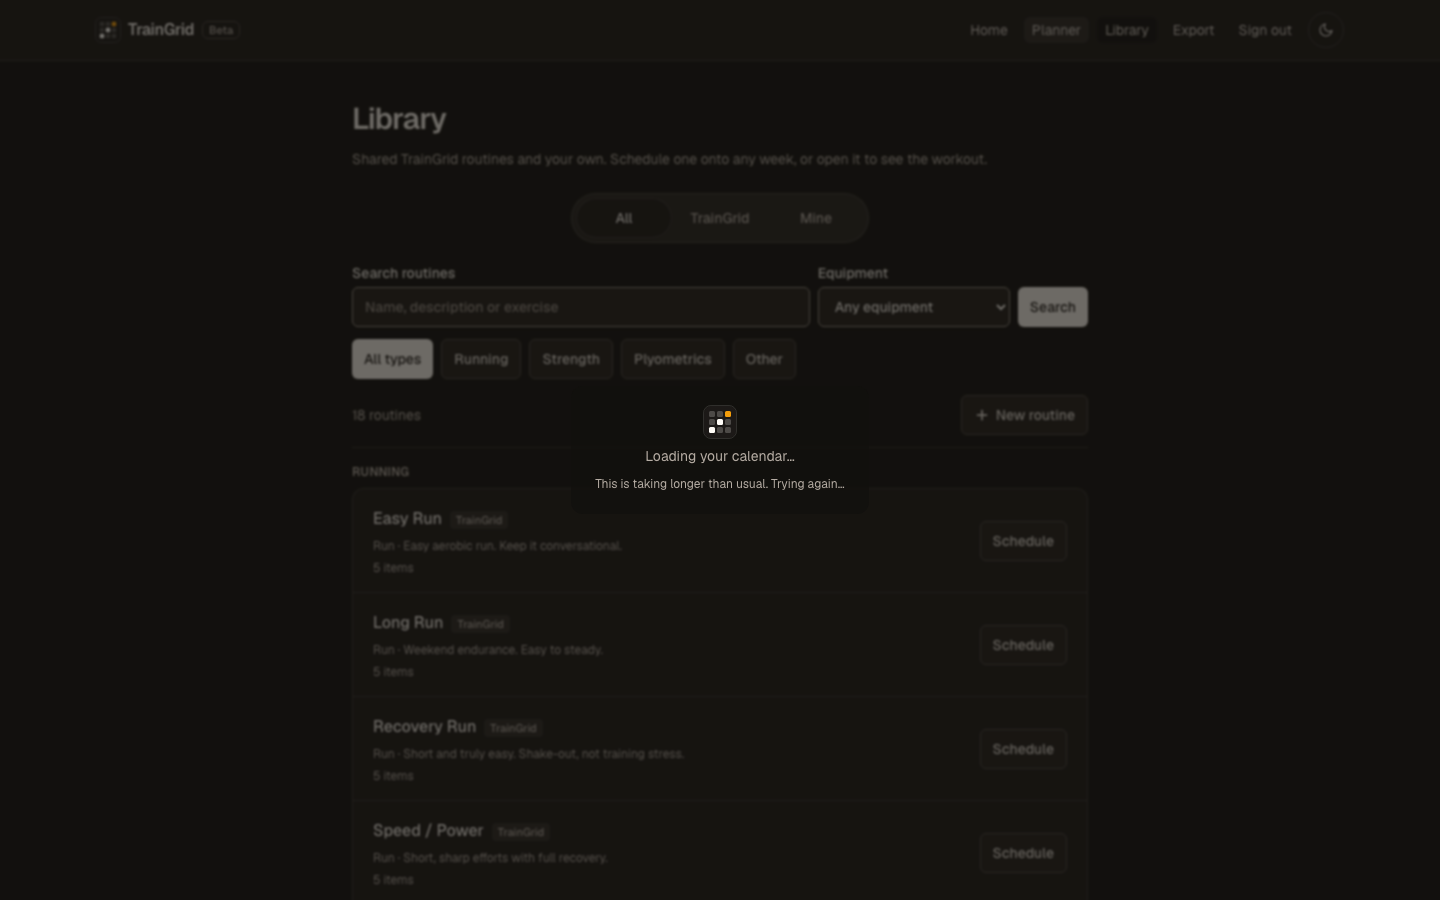 TrainGrid Beta Home Planner Library Export Sign out
Library
Shared TrainGrid routines and your own. Schedule one onto any week, or open it to see the workout.
All TrainGrid Mine
Search routines Equipment
Name, description or exercise Any equipment Search
All types Running Strength Plyometrics Other
18 routines + New routine
Loading your calendar...
RUNNING
This is taking longer than usual. Trying again...
Easy Run TrainGrid
Run · Easy aerobic run. Keep it conversational.
5 items
Schedule
Long Run TrainGrid
Run · Weekend endurance. Easy to steady.
5 items
Schedule
Recovery Run TrainGrid
Run · Short and truly easy. Shake-out, not training stress.
5 items
Schedule
Speed / Power TrainGrid
Run · Short, sharp efforts with full recovery.
5 items
Schedule